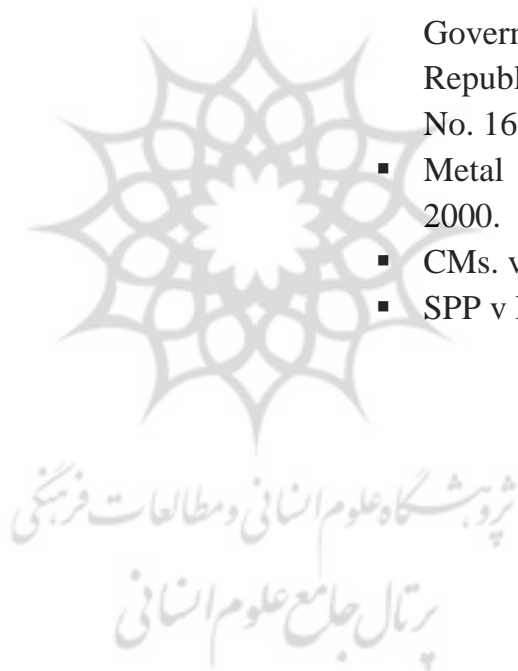 Govern
Republ
No. 16
▪ Metal
2000.
▪ CMs. v
▪ SPP v
پژوهشگاه علوم انسانی و مطالعات فرهنگی
پرتال جامع علوم انسانی